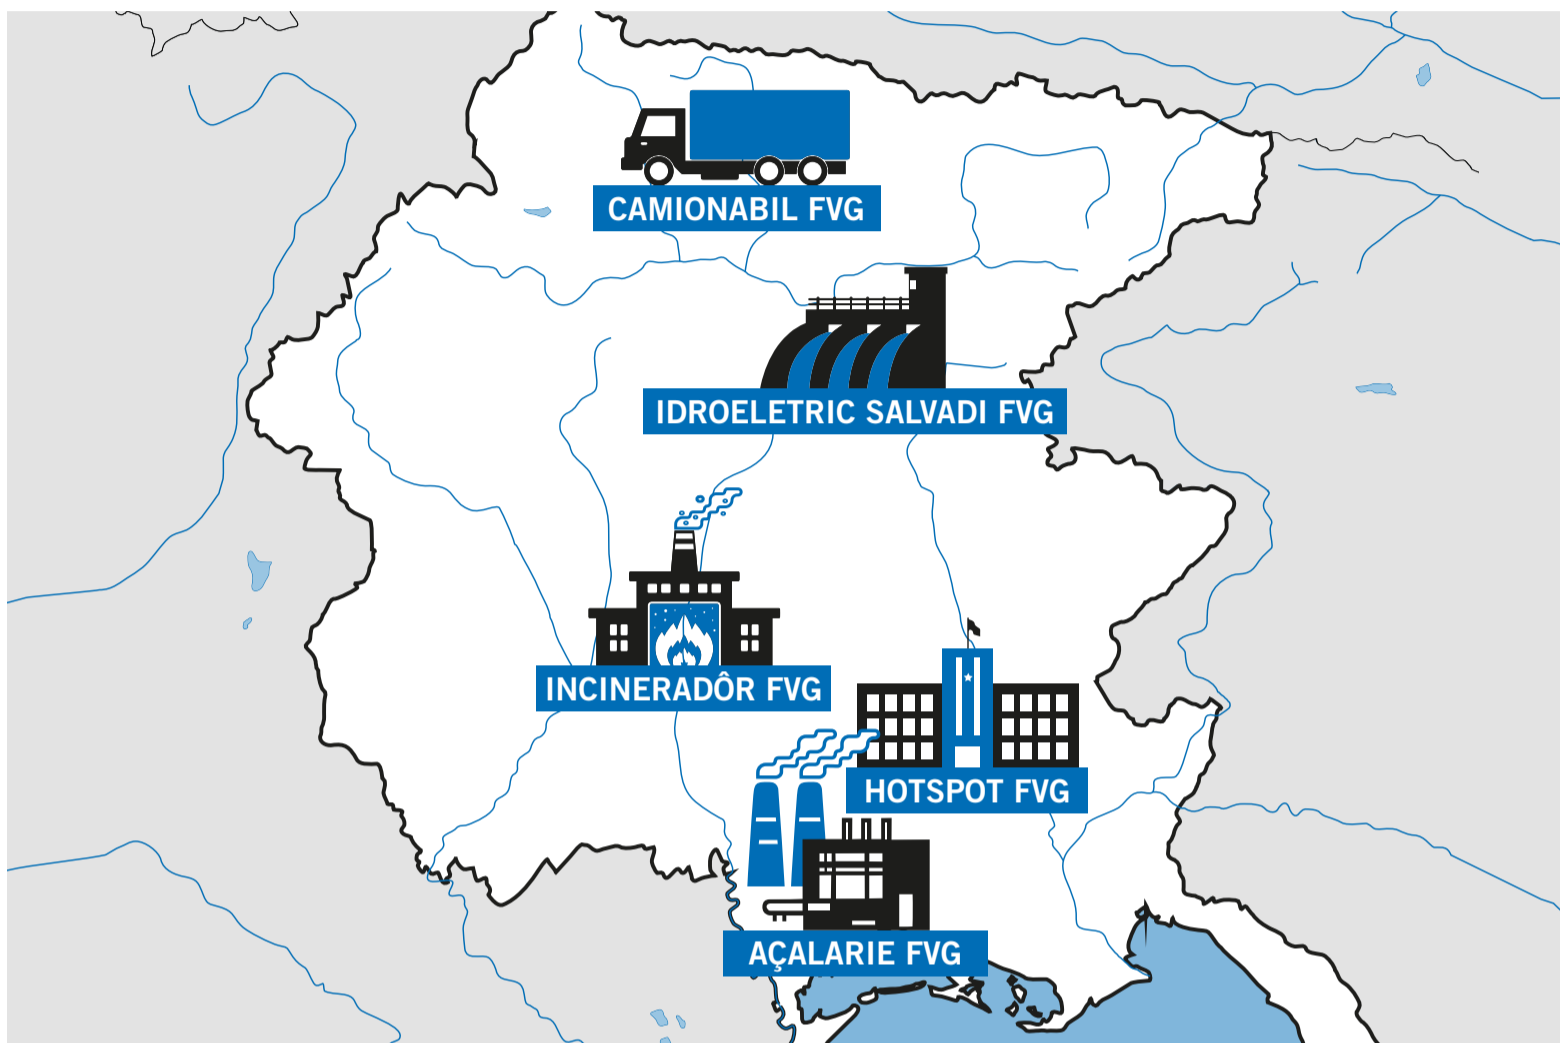 CAMIONABIL FVG
IDROELETRIC SALVADI FVG
INCINERADÔR FVG
HOTSPOT FVG
AÇALARIE FVG